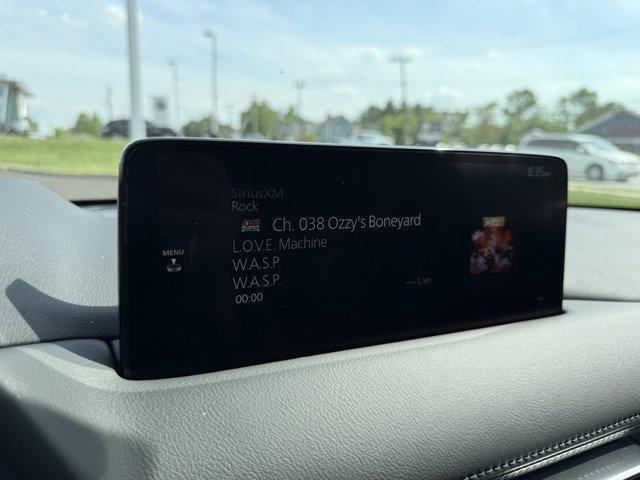 8:35
SiriusXM
Rock
Ch. 038 Ozzy's Boneyard
MENU
L.O.V.E. Machine
W.A.S.P.
W.A.S.P.
Live
00:00